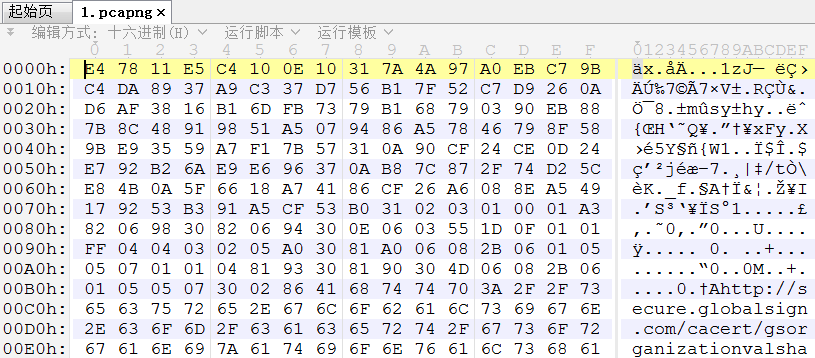 起始页 1.pcapng ×
编辑方式: 十六进制(H) 运行脚本 运行模板
0 1 2 3 4 5 6 7 8 9 A B C D E F 0123456789ABCDEF
0000h: E4 78 11 E5 C4 10 0E 10 31 7A 4A 97 A0 EB C7 9B äx.åÄ...1zJ— ëÇ›
0010h: C4 DA 89 37 A9 C3 37 D7 56 B1 7F 52 C7 D9 26 0A ÄÚ‰7©Ã7×V±.RÇÙ&.
0020h: D6 AF 38 16 B1 6D FB 73 79 B1 68 79 03 90 EB 88 Ö¯8.±mûsy±hy..ëˆ
0030h: 7B 8C 48 91 98 51 A5 07 94 86 A5 78 46 79 8F 58 {ŒH‘˜Q¥.”†¥xFy.X
0040h: 9B E9 35 59 A7 F1 7B 57 31 0A 90 CF 24 CE 0D 24 ›é5Y§ñ{W1..Ï$Î.$
0050h: E7 92 B2 6A E9 E6 96 37 0A B8 7C 87 2F 74 D2 5C ç’²jéæ–7.¸|‡/tÒ\
0060h: E8 4B 0A 5F 66 18 A7 41 86 CF 26 A6 08 8E A5 49 èK._f.§A†Ï&¦.Ž¥I
0070h: 17 92 53 B3 91 A5 CF 53 B0 31 02 03 01 00 01 A3 .’S³‘¥ÏS°1.....£
0080h: 82 06 98 30 82 06 94 30 0E 06 03 55 1D 0F 01 01 ‚.˜0‚.”0...U....
0090h: FF 04 04 03 02 05 A0 30 81 A0 06 08 2B 06 01 05 ÿ..... 0. ..+...
00A0h: 05 07 01 01 04 81 93 30 81 90 30 4D 06 08 2B 06 ......“0..0M..+.
00B0h: 01 05 05 07 30 02 86 41 68 74 74 70 3A 2F 2F 73 ....0.†Ahttp://s
00C0h: 65 63 75 72 65 2E 67 6C 6F 62 61 6C 73 69 67 6E ecure.globalsign
00D0h: 2E 63 6F 6D 2F 63 61 63 65 72 74 2F 67 73 6F 72 .com/cacert/gsor
00E0h: 67 61 6E 69 7A 61 74 69 6F 6E 76 61 6C 73 68 61 ganizationvalsha